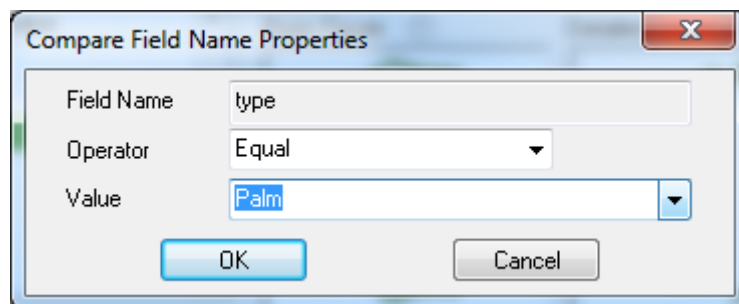 Compare Field Name Properties
Field Name type
Operator Equal
Value Palm
OK Cancel